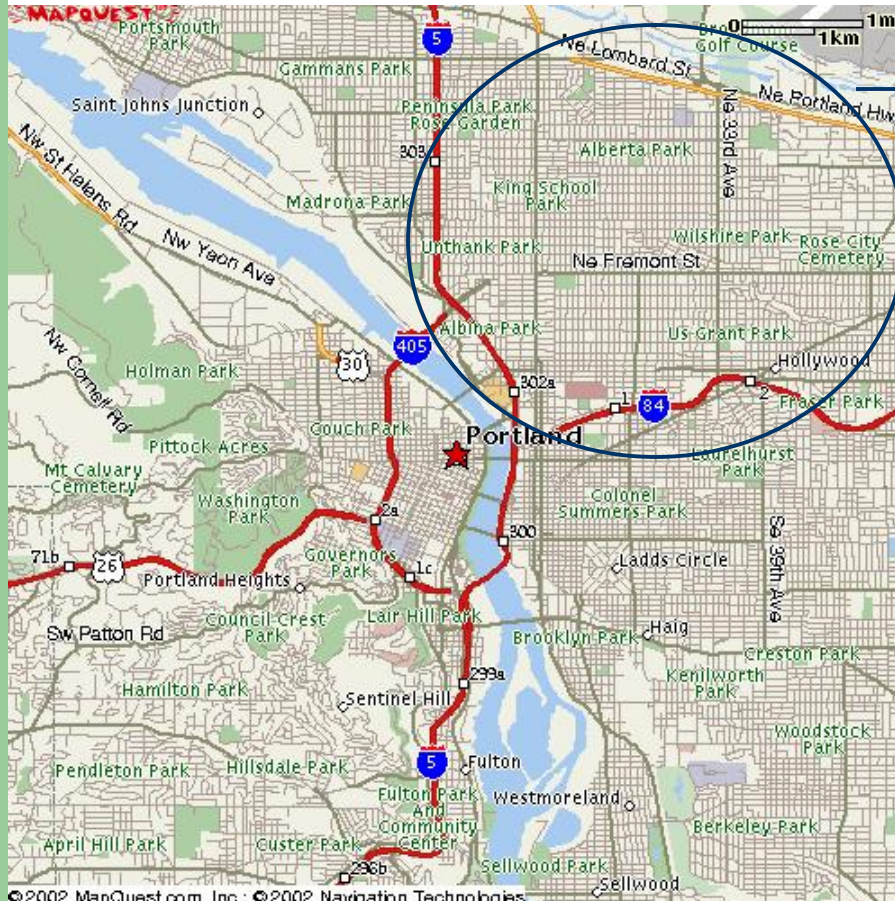 MAPQUEST
Portsmouth
Park
5
0
1m
1km
Golf Course
Ne Lombard St
Gammans Park
Ne Portland Hwy
Saint Johns Junction
Peninsula Park
Rose Garden
Ne 33rd Ave
303
Alberta Park
Nw St Helens Rd
King School
Park
Madrona Park
Nw Yeon Ave
Unthank Park
Wilshire Park
Rose City
Cemetery
Ne Fremont St
Albina Park
Us Grant Park
405
30
Hollywood
Nw Cornell Rd
Holman Park
302a
1
84
2
Fraser Park
Couch Park
Portland
Pittock Acres
Laurelhurst
Park
Mt Calvary
Cemetery
Washington
Park
Colonel
Summers Park
2a
300
Se 39th Ave
71b
26
Governors
Park
1c
Ladds Circle
Portland Heights
Council Crest
Park
Lair Hill Park
Sw Patton Rd
Brooklyn Park
Haig
Creston Park
299a
Kenilworth
Park
Hamilton Park
Sentinel Hill
Woodstock
Park
5
Fulton
Pendleton Park
Hillsdale Park
Fulton Park
And
Community
Center
Westmoreland
Berkeley Park
April Hill Park
Custer Park
296b
Sellwood Park
Sellwood
©2002 MapQuest.com, Inc.; ©2002 Navigation Technologies